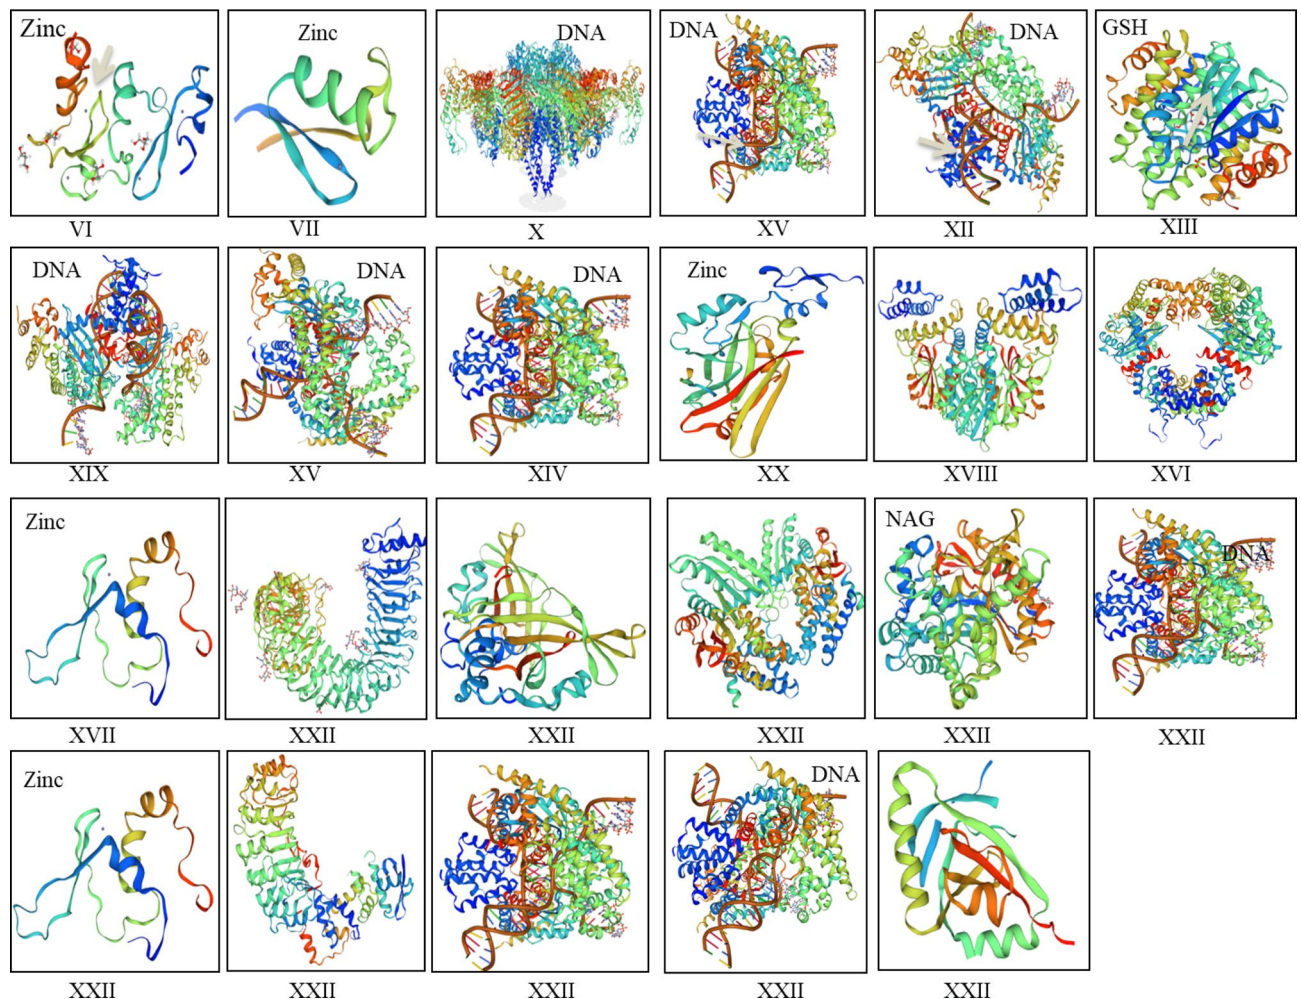 Zinc
Zinc
DNA
DNA
DNA
GSH
VI
VII
X
XV
XII
XIII
DNA
DNA
DNA
Zinc
XIX
XV
XIV
XX
XVIII
XVI
Zinc
NAG
DNA
XVII
XXII
XXII
XXII
XXII
XXII
Zinc
DNA
XXII
XXII
XXII
XXII
XXII